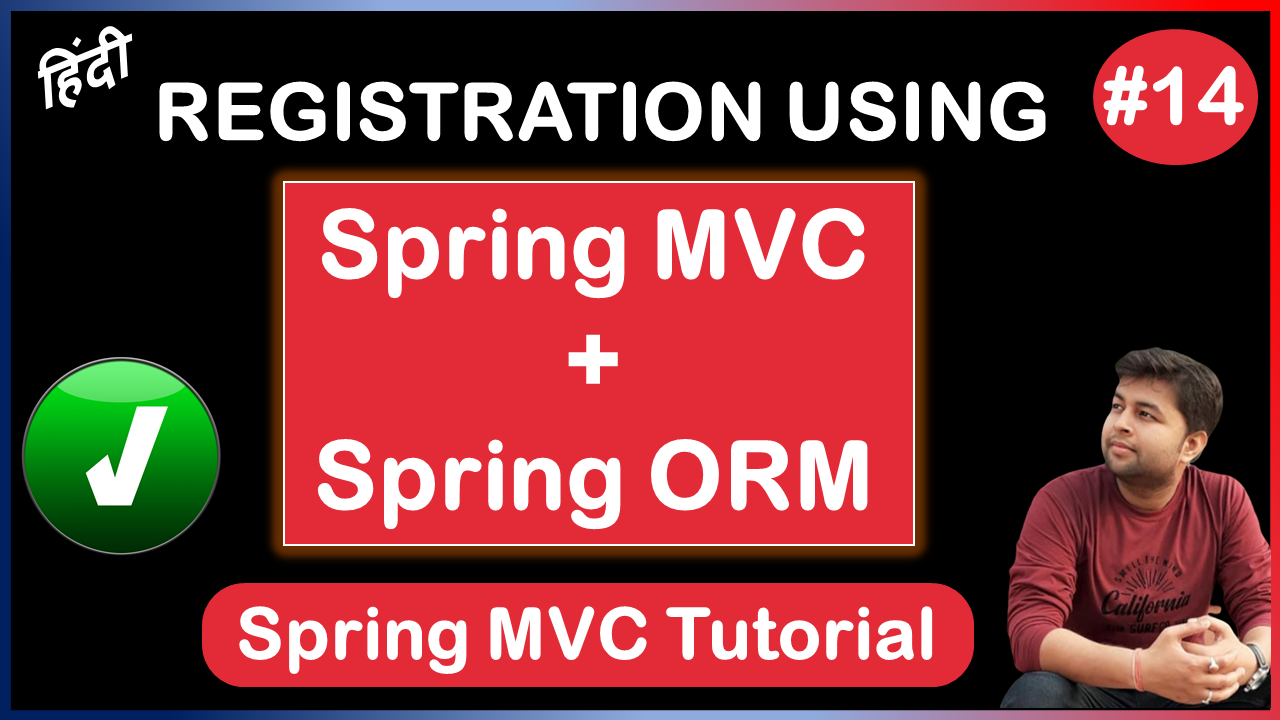 हिंदी
REGISTRATION USING
#14
Spring MVC
+
Spring ORM
Spring MVC Tutorial
California